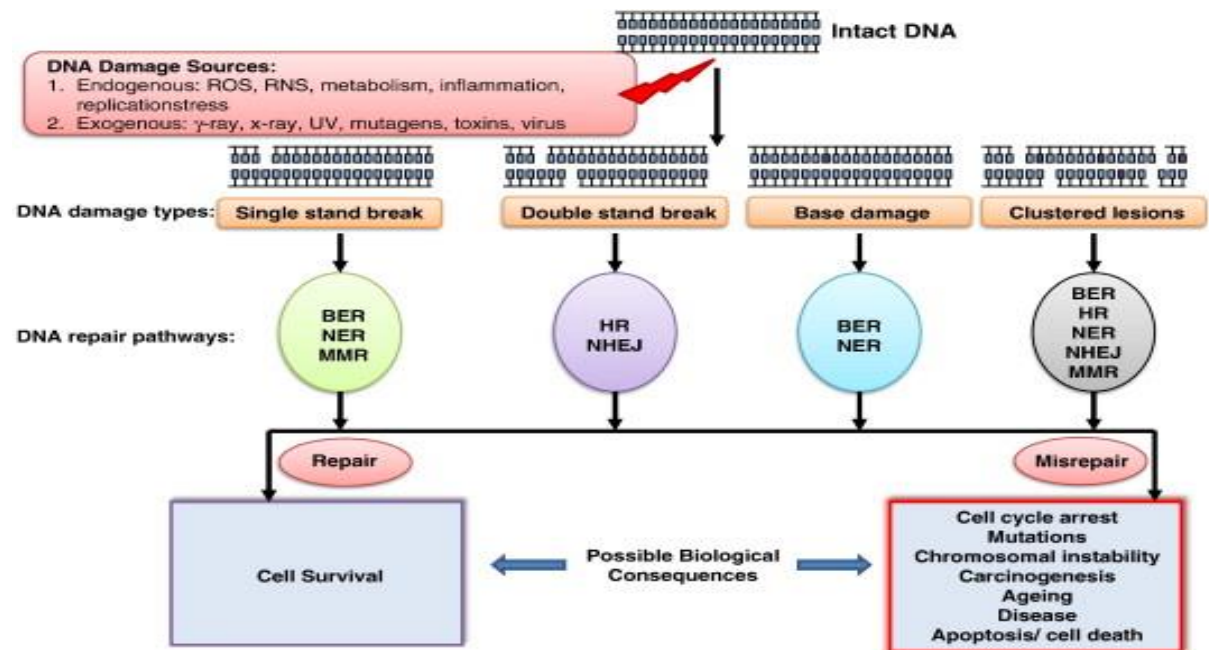 Intact DNA
DNA Damage Sources:
1. Endogenous: ROS, RNS, metabolism, inflammation,
replicationstress
2. Exogenous: γ-ray, x-ray, UV, mutagens, toxins, virus
DNA damage types:
Single stand break
Double stand break
Base damage
Clustered lesions
DNA repair pathways:
BER
NER
MMR
HR
NHEJ
BER
NER
BER
HR
NER
NHEJ
MMR
Repair
Misrepair
Cell Survival
Possible Biological
Consequences
Cell cycle arrest
Mutations
Chromosomal instability
Carcinogenesis
Ageing
Disease
Apoptosis/ cell death